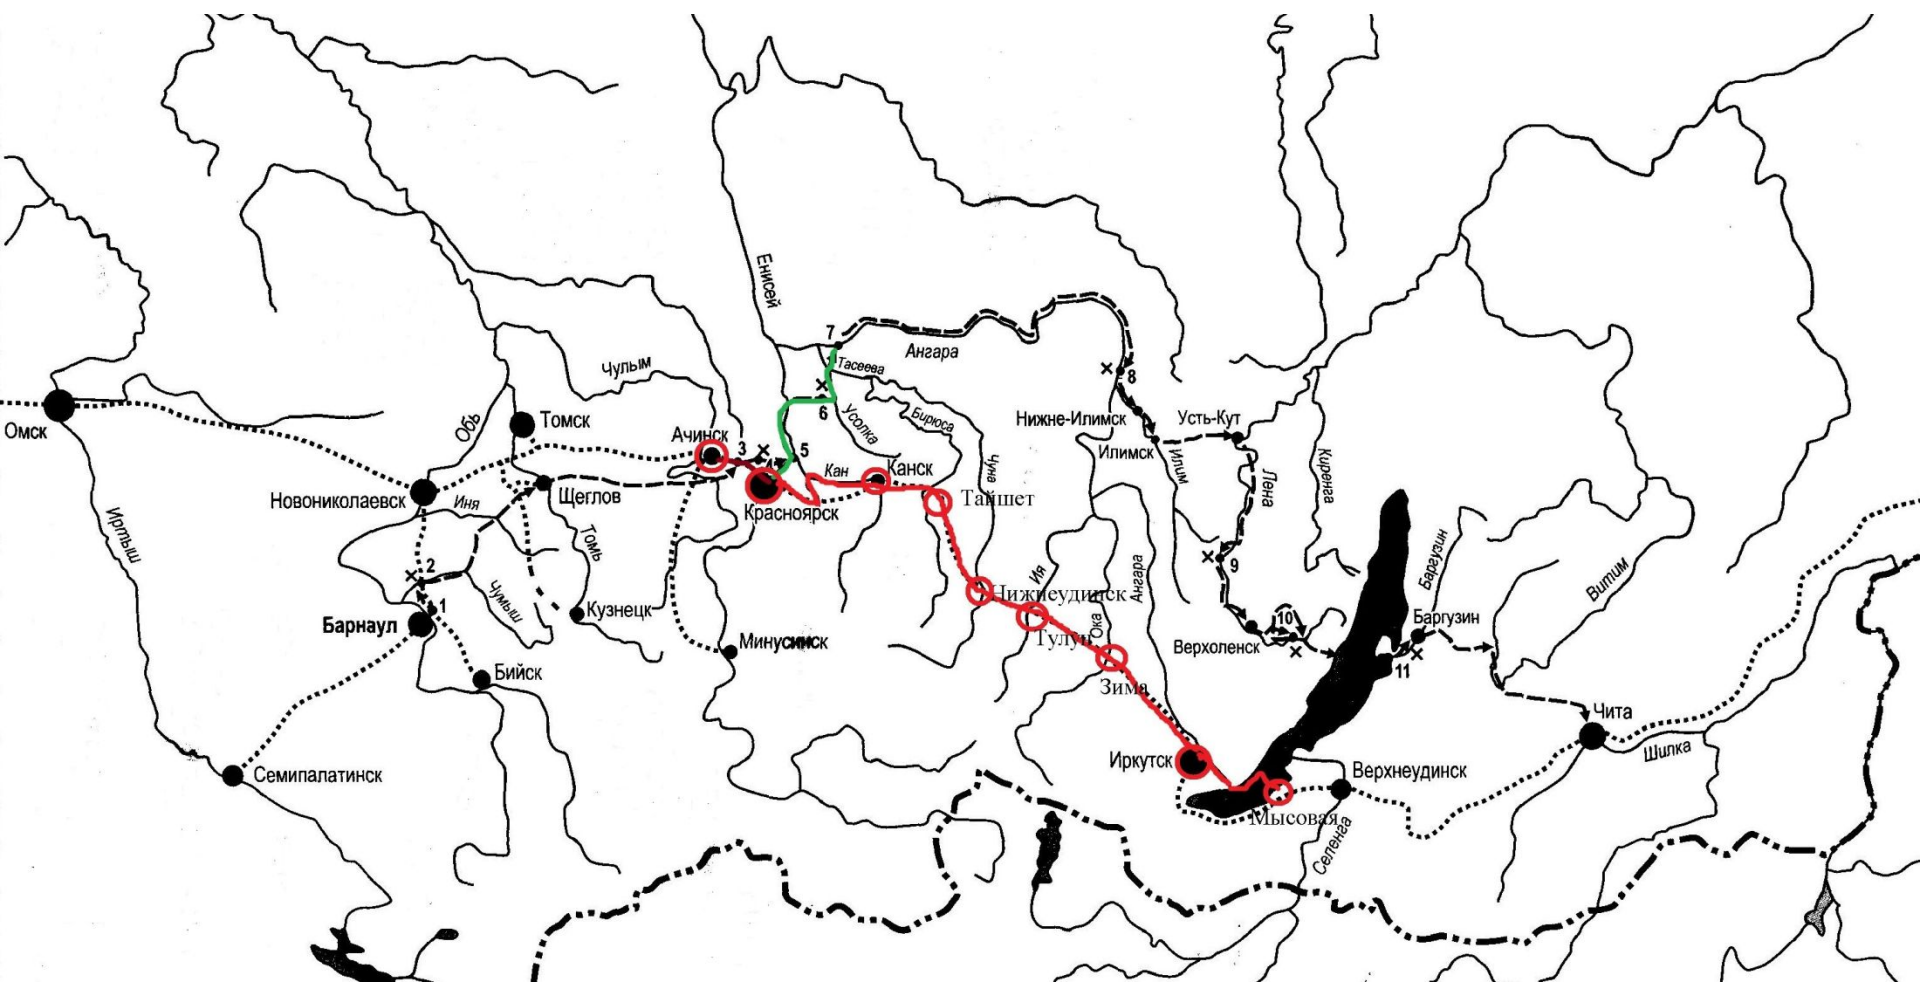 Енисей
7
Ангара
Тасеева
Чулым
8
6
Усолка
Бирюса
Омск
Обь
Томск
Ачинск
3
4
5
Нижне-Илимск
Усть-Кут
Илимск
Илим
Лена
Киренга
Чуна
Кан
Канск
Тайшет
Новониколаевск
Иня
Щеглов
Красноярск
Иртыш
Томь
2
1
Чумыш
Барнаул
Кузнецк
Минусинск
Бийск
Семипалатинск
Нижнеудинск
Ия
Тулун
Ока
Ангара
Зима
9
10
Верхоленск
Баргузин
Баргузин
11
Витим
Чита
Шилка
Иркутск
Верхнеудинск
Мысовая
Селенга